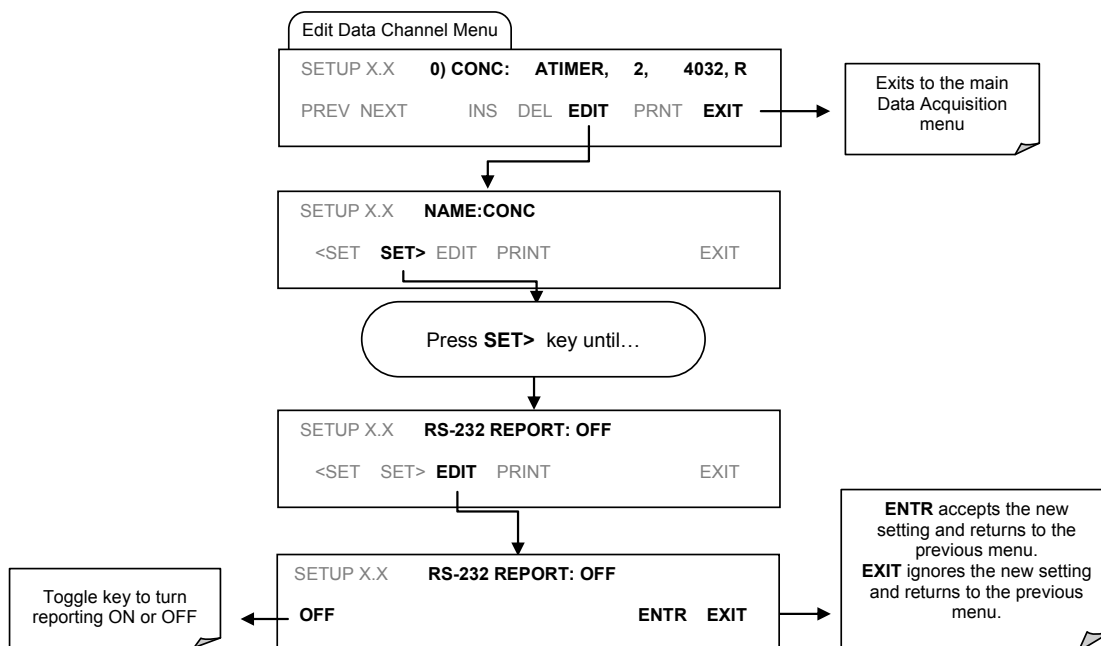 Edit Data Channel Menu
SETUP X.X 0) CONC: ATIMER, 2, 4032, R
PREV NEXT INS DEL EDIT PRNT EXIT
Exits to the main
Data Acquisition
menu
SETUP X.X NAME:CONC
<SET SET> EDIT PRINT EXIT
Press SET> key until…
SETUP X.X RS-232 REPORT: OFF
<SET SET> EDIT PRINT EXIT
SETUP X.X RS-232 REPORT: OFF
OFF ENTR EXIT
Toggle key to turn
reporting ON or OFF
ENTR accepts the new
setting and returns to the
previous menu.
EXIT ignores the new setting
and returns to the previous
menu.